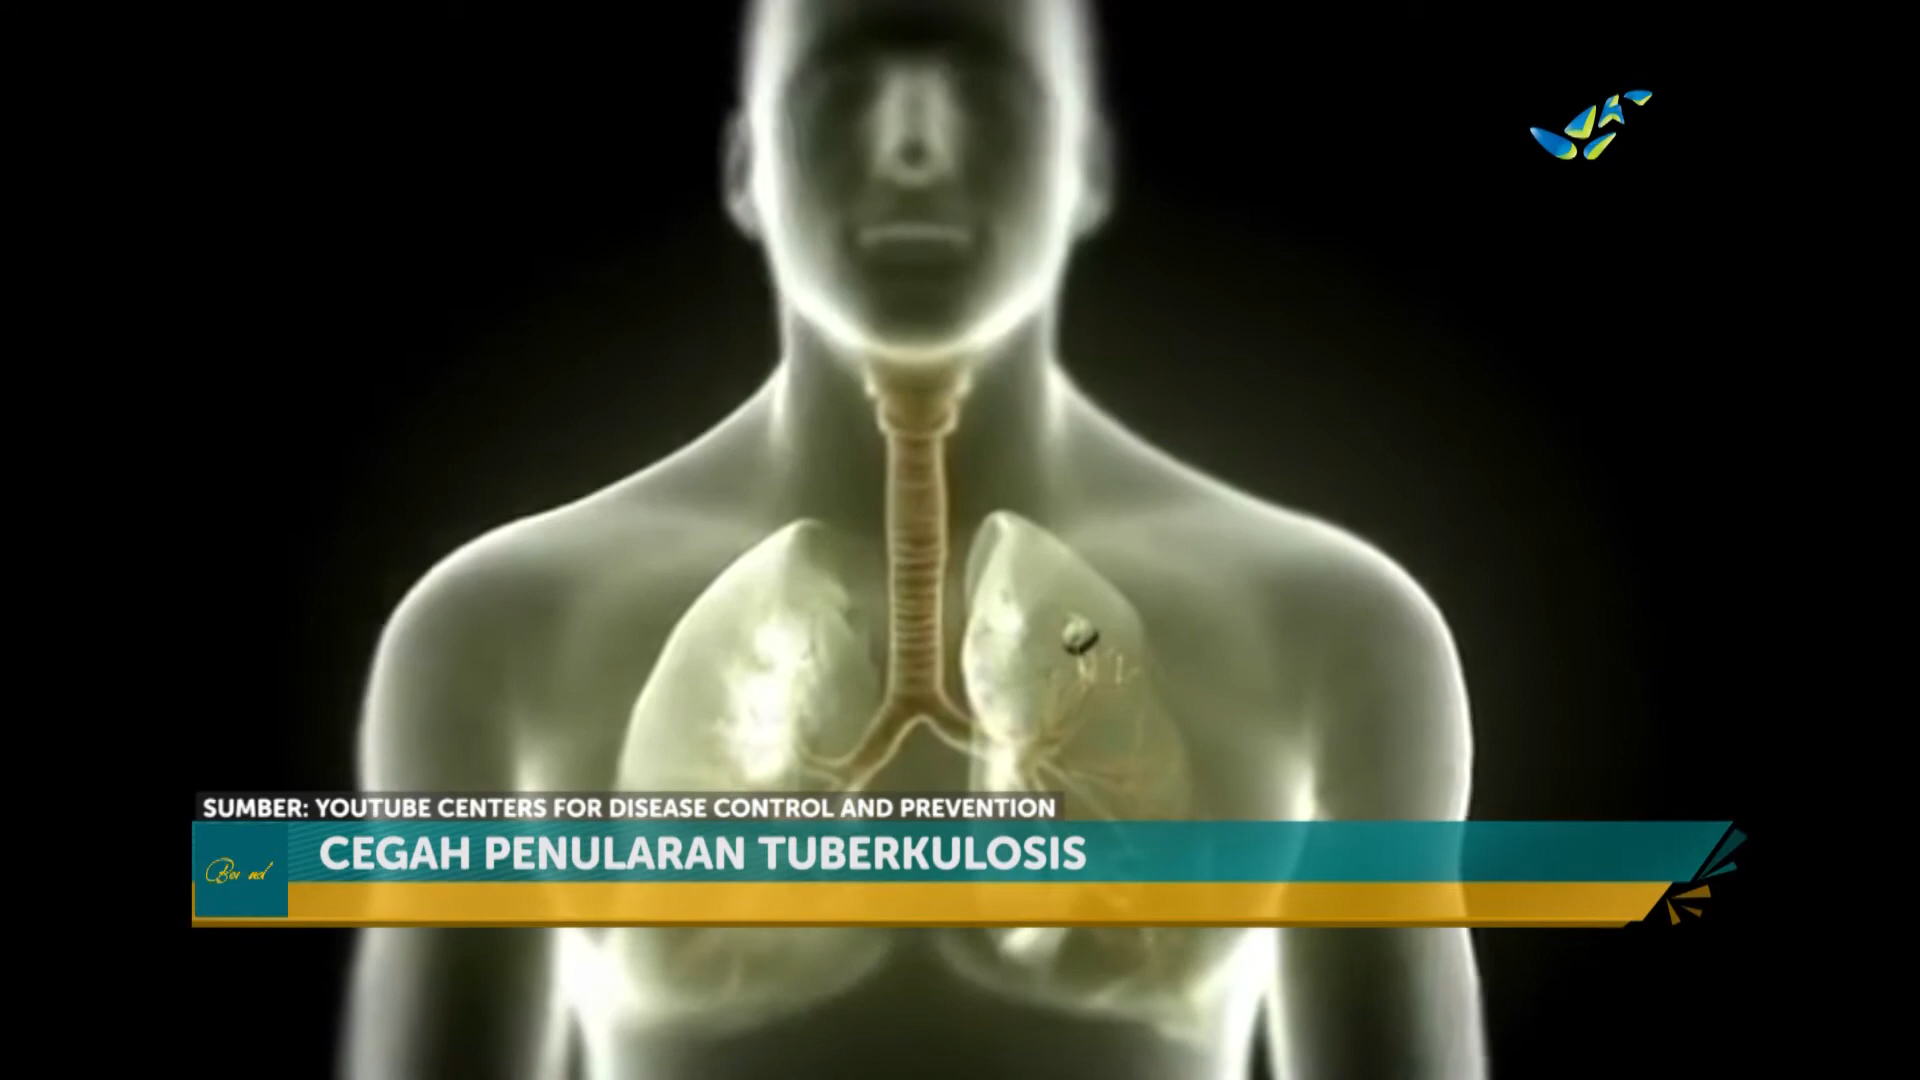 SUMBER: YOUTUBE CENTERS FOR DISEASE CONTROL AND PREVENTION
CEGAH PENULARAN TUBERKULOSIS